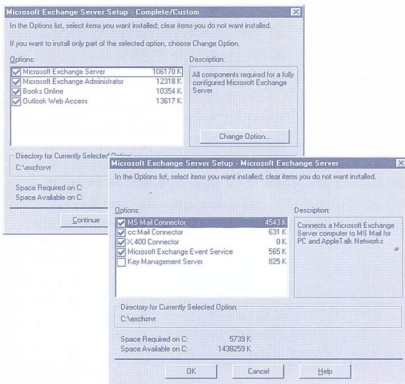 Microsoft Exchange Server Setup - Complete/Custom
In the Options list, select items you want installed; clear items you do not want installed.
If you want to install only part of the selected option, choose Change Option.
Options:
Microsoft Exchange Server 106170 K
Microsoft Exchange Administrator 12318 K
Books Online 10354 K
Outlook Web Access 13617 K
Description:
All components required for a fully
configured Microsoft Exchange
Server
Change Option...
Directory for Currently Selected Option:
C:\exchsrvr
Space Required on C:
Space Available on C:
Continue
Microsoft Exchange Server Setup - Microsoft Exchange Server
In the Options list, select items you want installed; clear items you do not want installed.
Options:
MS Mail Connector 4543 K
cc:Mail Connector 631 K
X.400 Connector 0 K
Microsoft Exchange Event Service 565 K
Key Management Server 825 K
Description:
Connects a Microsoft Exchange
Server computer to MS Mail for
PC and AppleTalk Networks
Directory for Currently Selected Option:
C:\exchsrvr
Space Required on C: 5739 K
Space Available on C: 1438259 K
OK
Cancel
Help